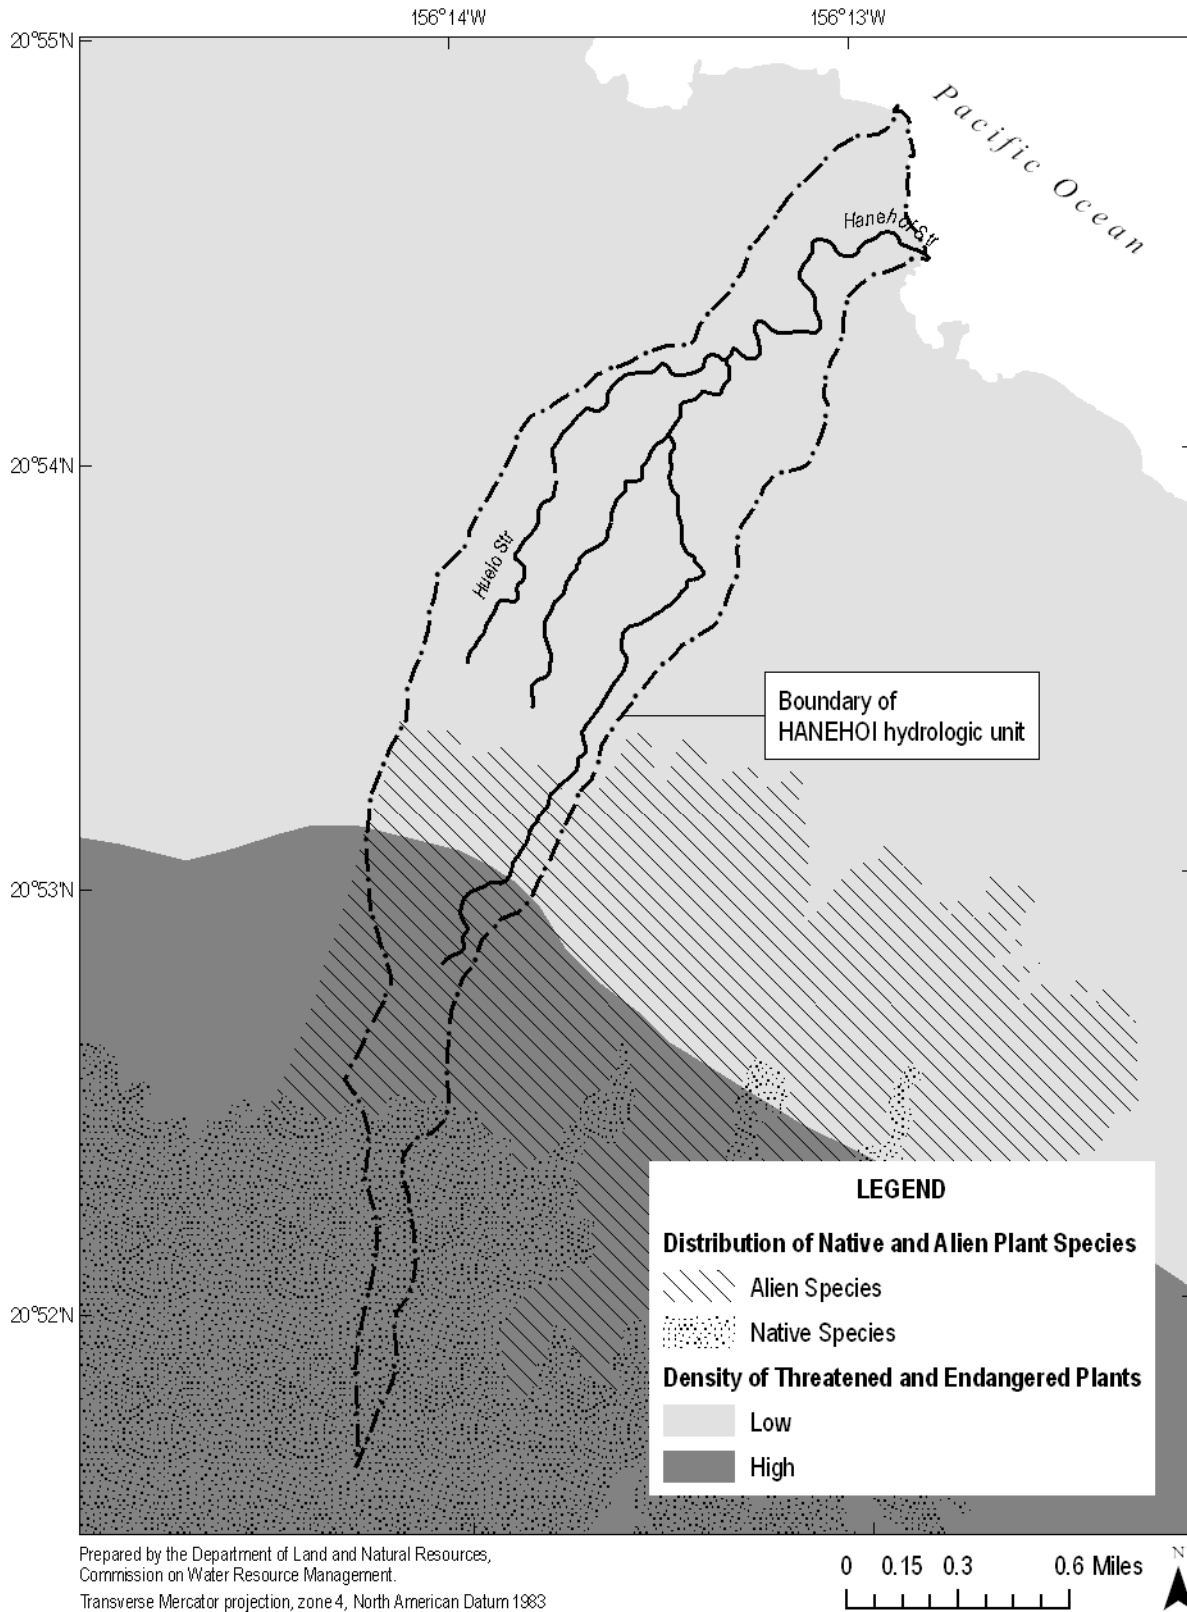 156°14'W
156°13'W
20°55'N
Pacific Ocean
Hanehoi Str
20°54'N
Huelo Str
Boundary of
HANEHOI hydrologic unit
20°53'N
LEGEND
Distribution of Native and Alien Plant Species
Alien Species
Native Species
20°52'N
Density of Threatened and Endangered Plants
Low
High
Prepared by the Department of Land and Natural Resources,
Commission on Water Resource Management.
Transverse Mercator projection, zone 4, North American Datum 1983
0 0.15 0.3 0.6 Miles
N